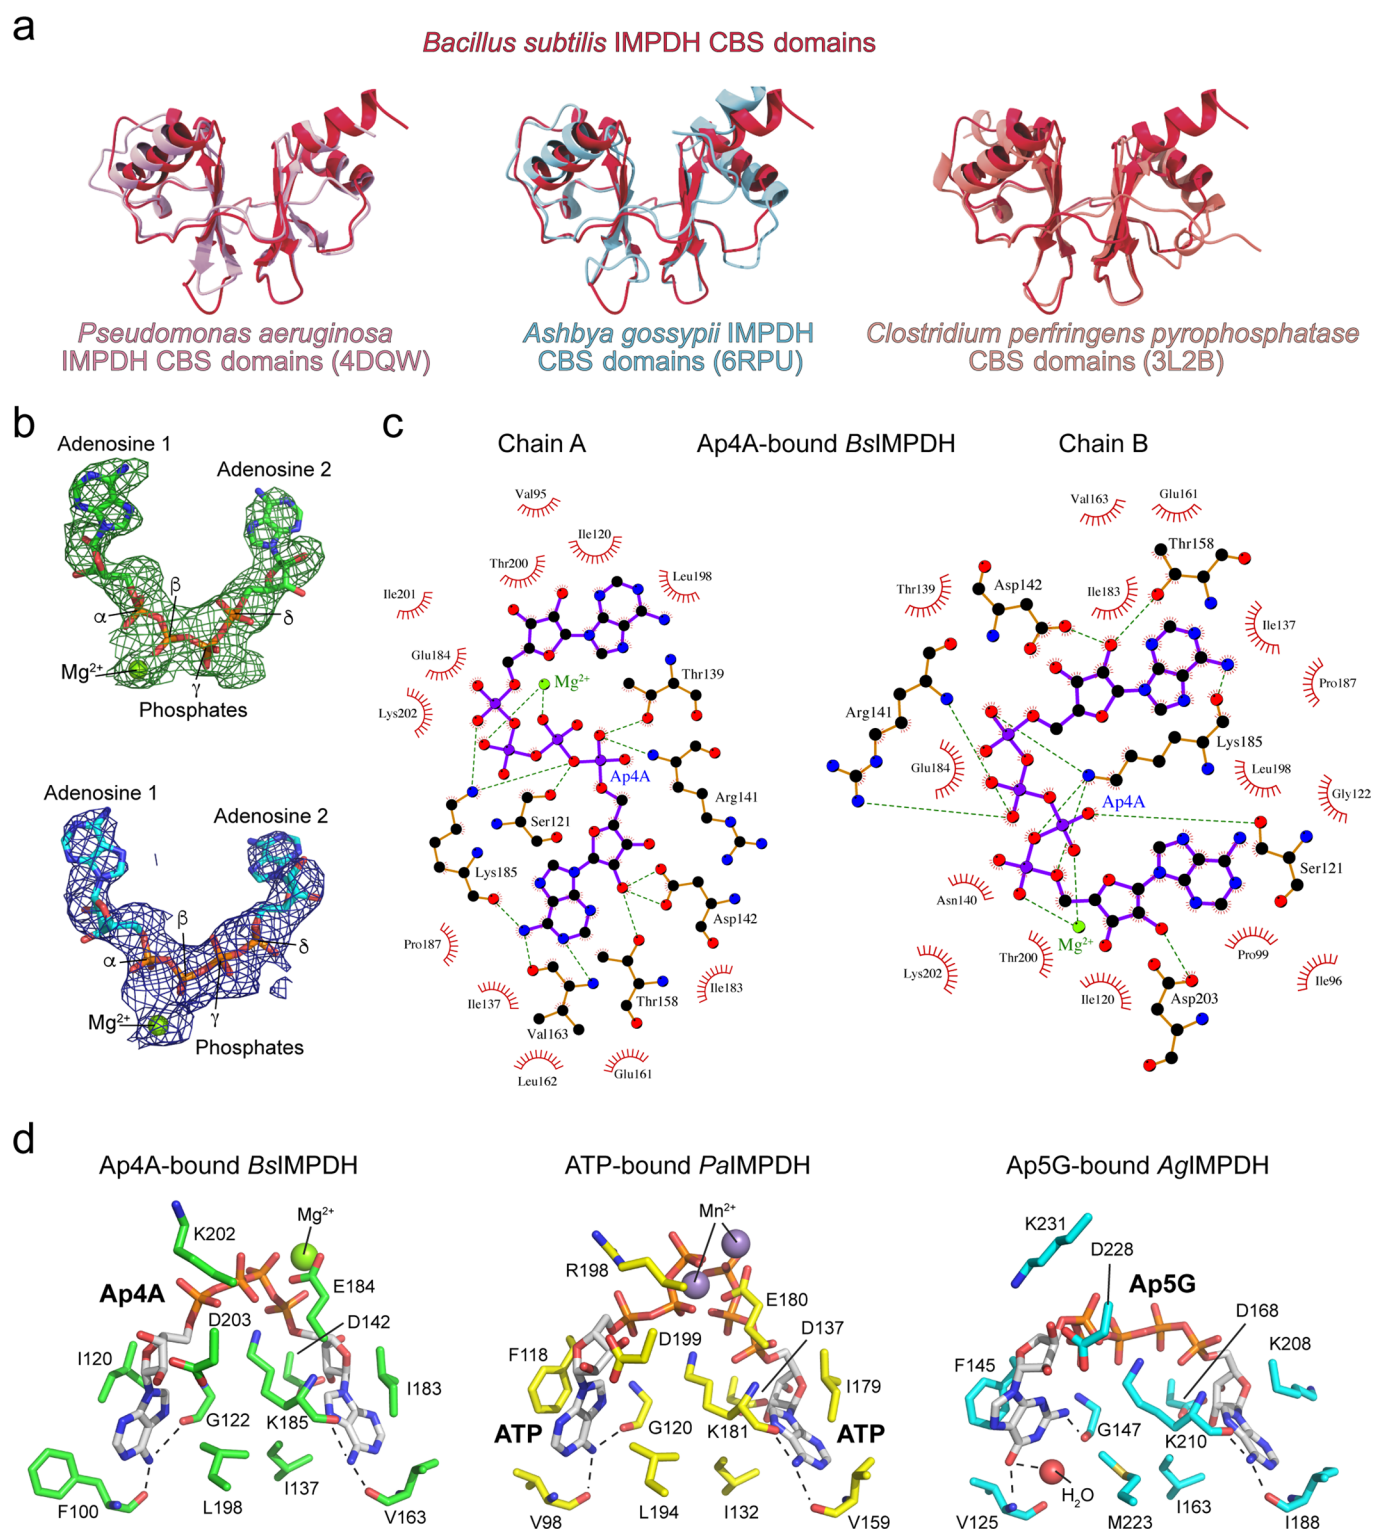 a
Bacillus subtilis IMPDH CBS domains
Pseudomonas aeruginosa
IMPDH CBS domains (4DQW)
Ashbya gossypii IMPDH
CBS domains (6RPU)
Clostridium perfringens pyrophosphatase
CBS domains (3L2B)
b
Adenosine 1
Adenosine 2
β
α
δ
Mg²⁺
γ
Phosphates
Adenosine 1
Adenosine 2
β
δ
α
Mg²⁺
γ
Phosphates
c
Chain A
Ap4A-bound BsIMPDH
Chain B
Val95
Ile120
Thr200
Leu198
Ile201
Glu184
Mg²⁺
Thr139
Lys202
Ap4A
Arg141
Ser121
Lys185
Asp142
Pro187
Ile183
Ile137
Thr158
Val163
Leu162
Glu161
Val163
Glu161
Thr158
Asp142
Thr139
Ile183
Ile137
Pro187
Arg141
Lys185
Glu184
Leu198
Gly122
Ap4A
Ser121
Asn140
Mg²⁺
Pro99
Thr200
Lys202
Ile96
Ile120
Asp203
d
Ap4A-bound BsIMPDH
Mg²⁺
K202
E184
Ap4A
D203
D142
I120
I183
G122
K185
I137
L198
F100
V163
ATP-bound PaIMPDH
Mn²⁺
R198
E180
D199
D137
F118
I179
ATP
G120
K181
ATP
V98
L194
I132
V159
Ap5G-bound AgIMPDH
K231
D228
Ap5G
D168
K208
F145
G147
K210
H₂O
I163
V125
M223
I188